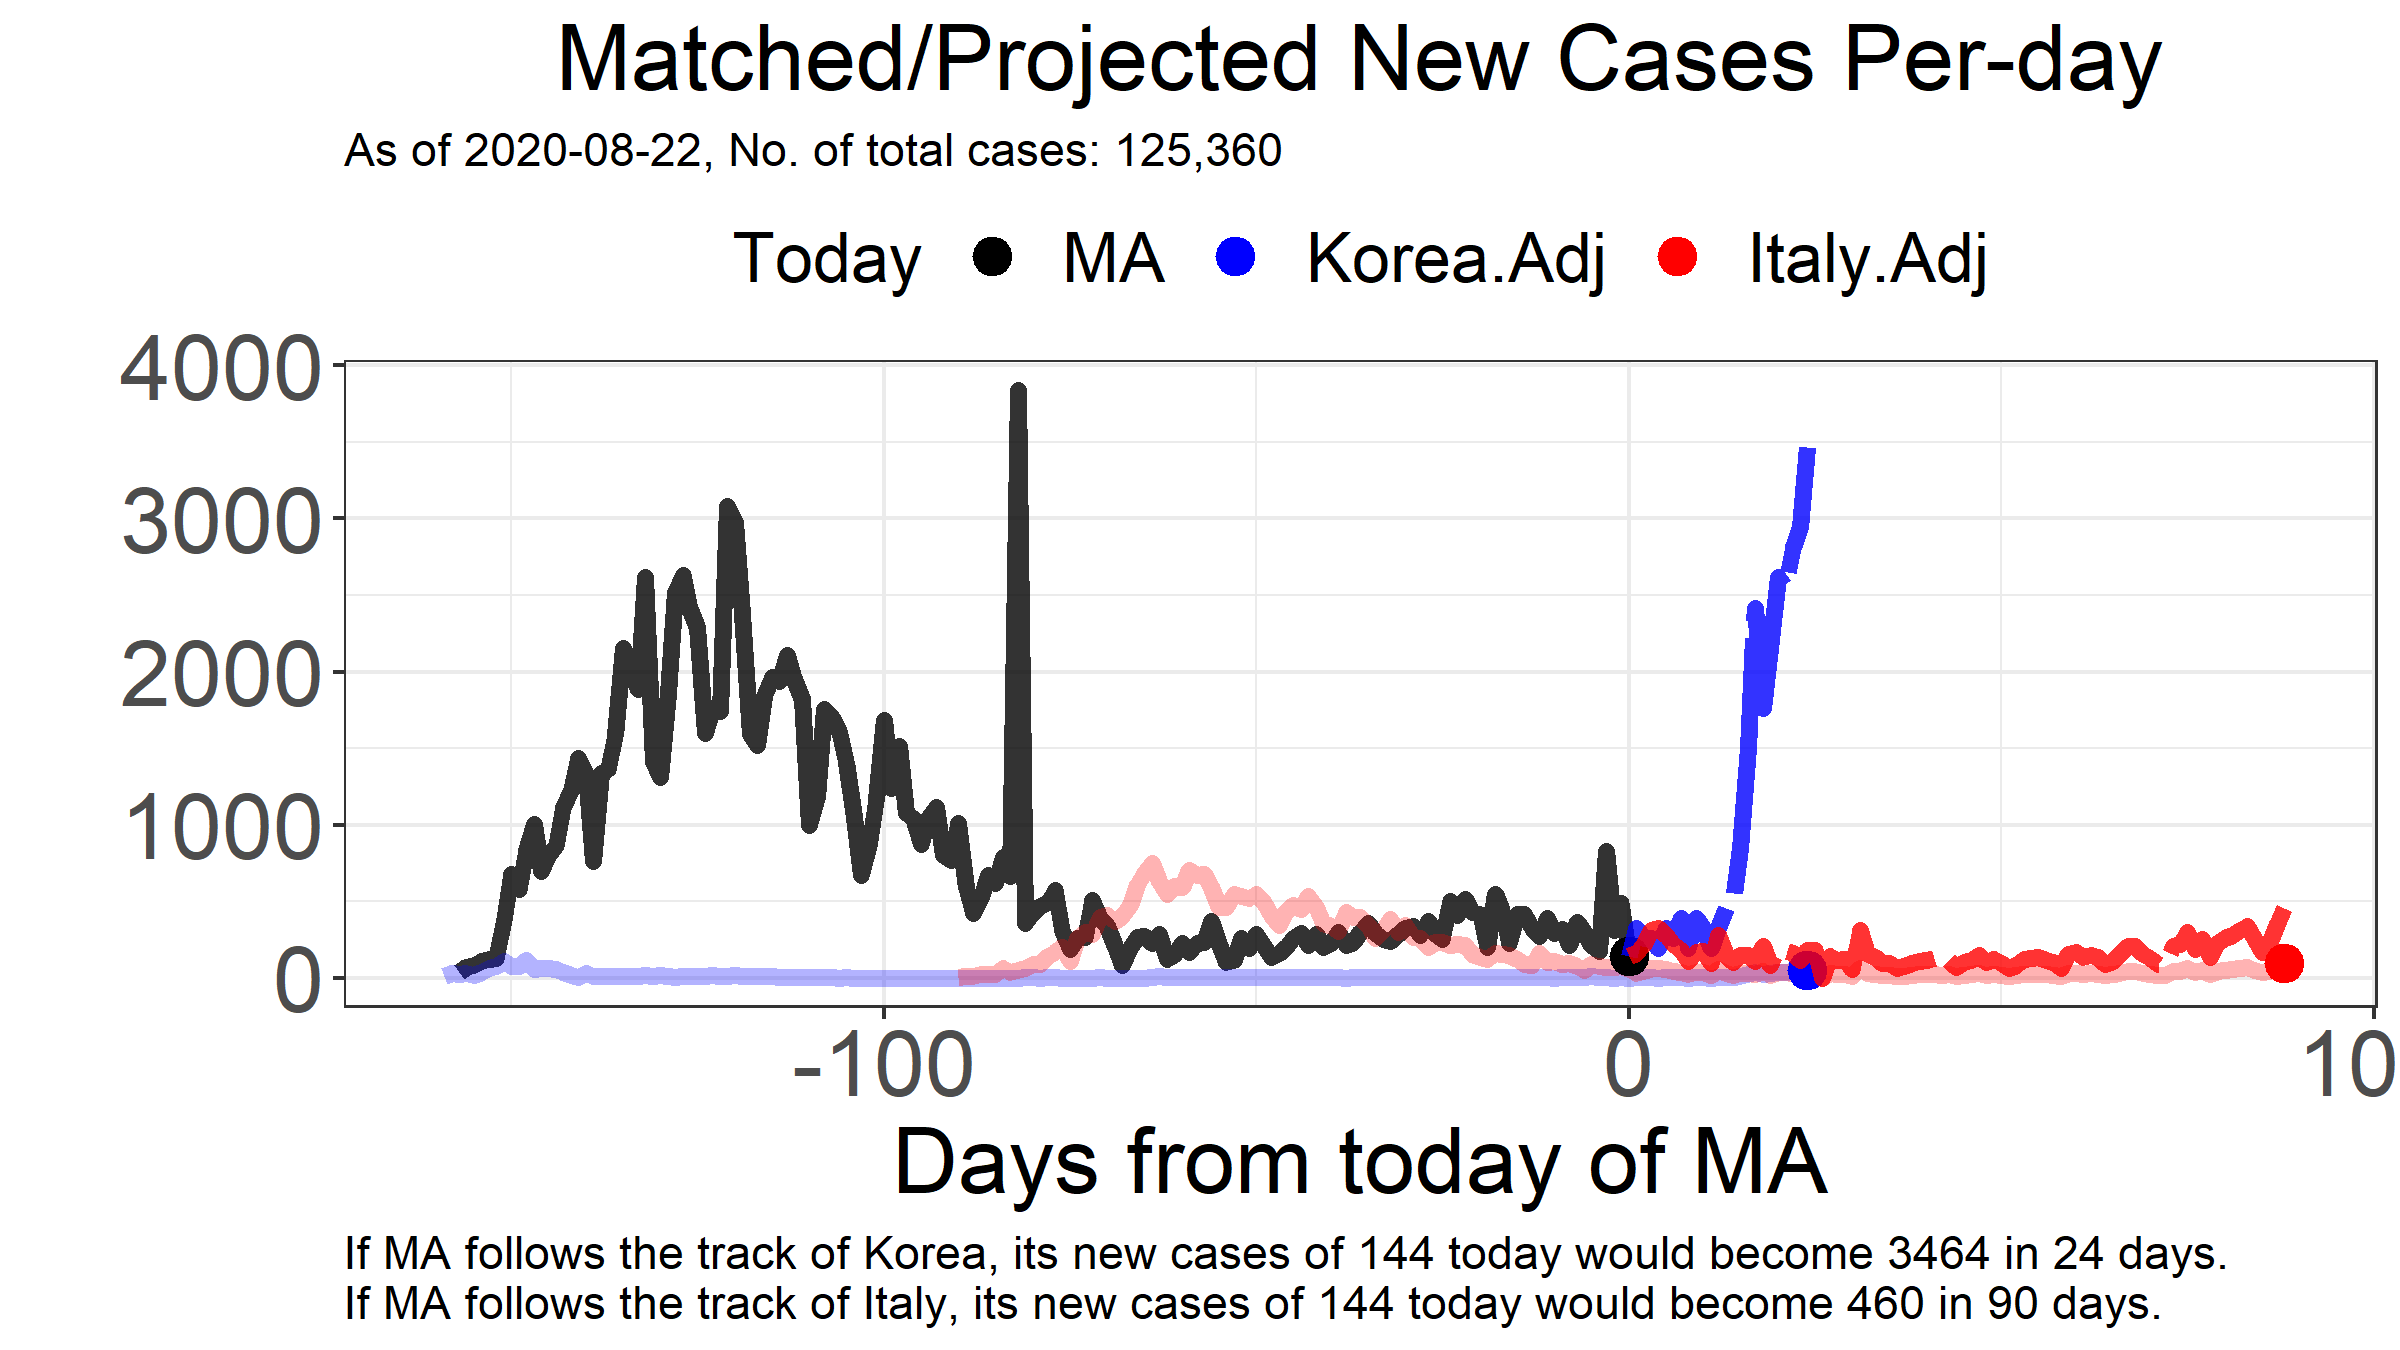 Matched/Projected New Cases Per-day
As of 2020-08-22, No. of total cases: 125,360
Today MA Korea.Adj Italy.Adj
4000
3000
2000
1000
0
-100 0 10
Days from today of MA
If MA follows the track of Korea, its new cases of 144 today would become 3464 in 24 days.
If MA follows the track of Italy, its new cases of 144 today would become 460 in 90 days.